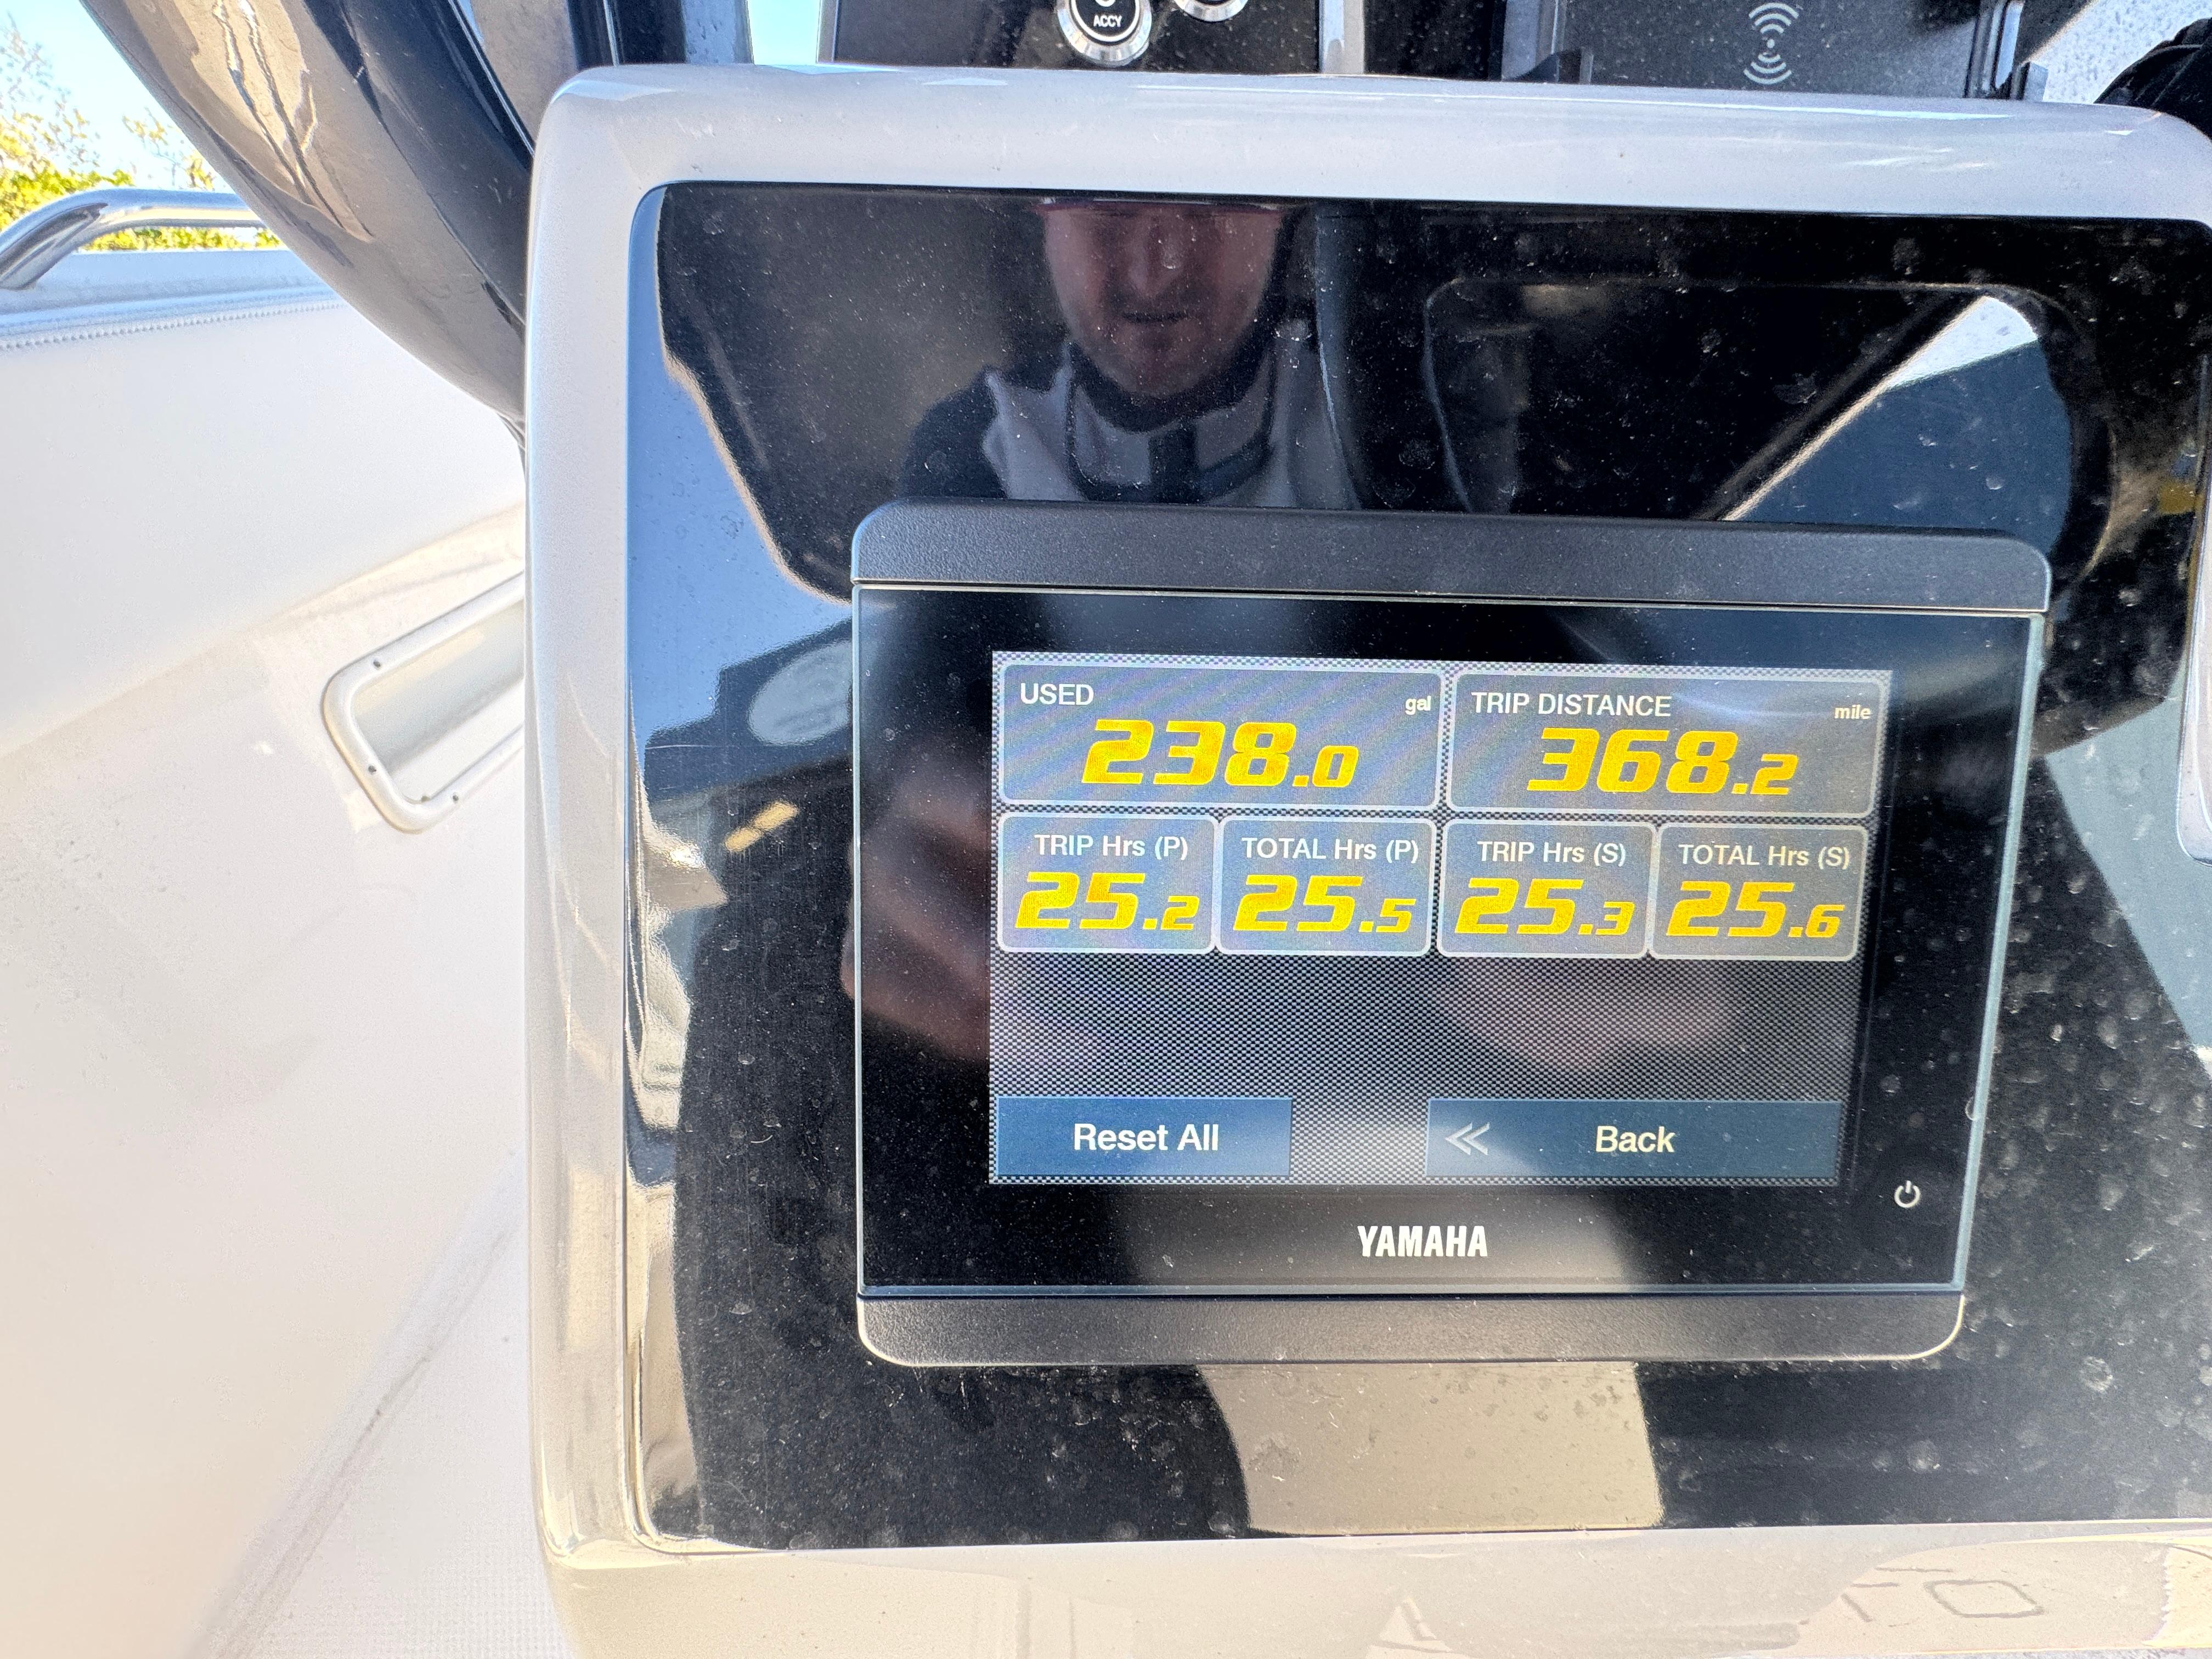 ACCY
USED gal
238.0
TRIP DISTANCE mile
368.2
TRIP Hrs (P)
25.2
TOTAL Hrs (P)
25.5
TRIP Hrs (S)
25.3
TOTAL Hrs (S)
25.6
Reset All
Back
YAMAHA